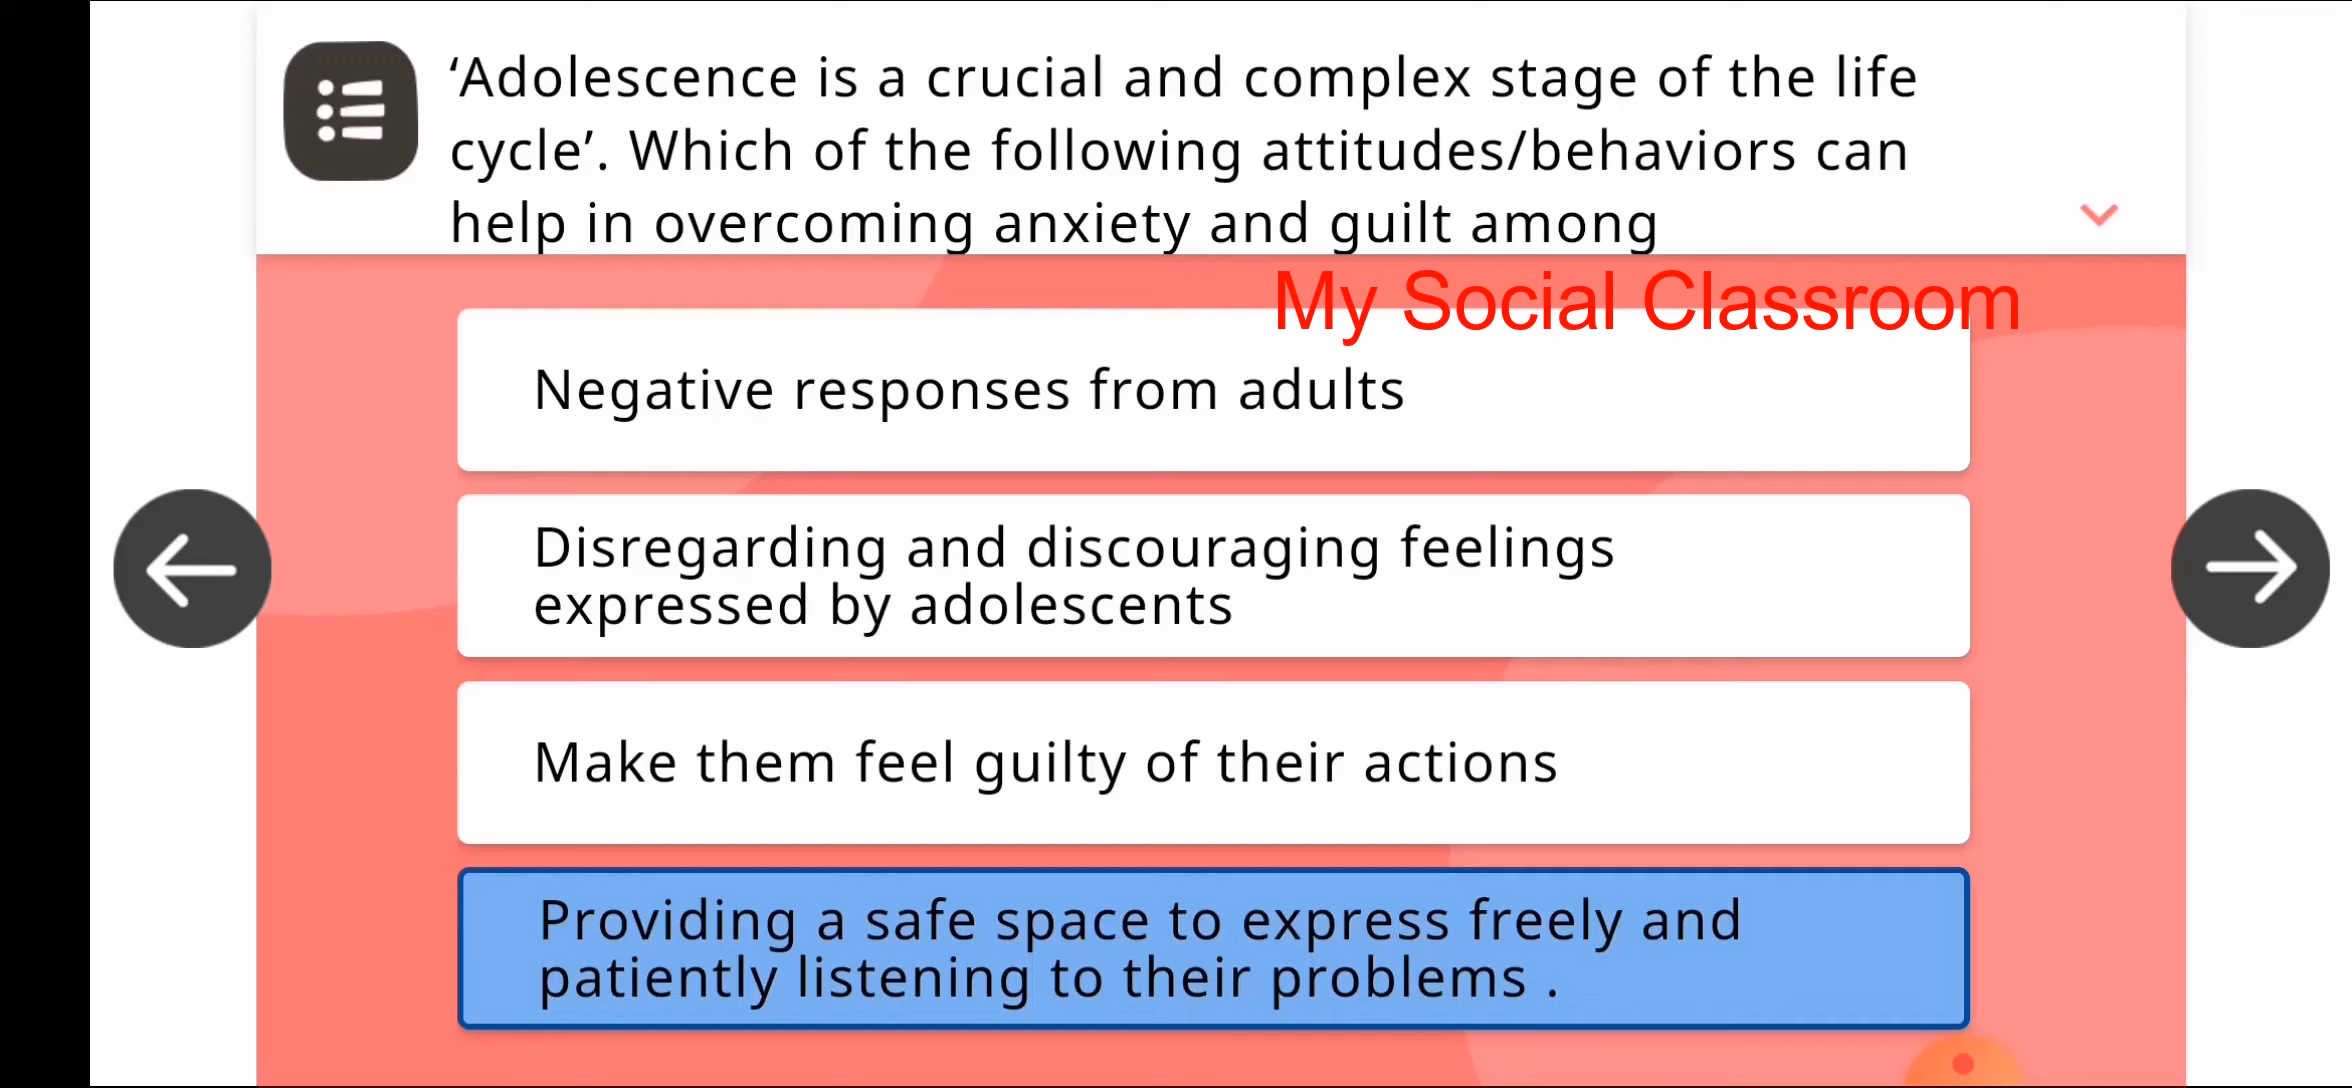 ‘Adolescence is a crucial and complex stage of the life
cycle’. Which of the following attitudes/behaviors can
help in overcoming anxiety and guilt among
My Social Classroom
Negative responses from adults
Disregarding and discouraging feelings
expressed by adolescents
Make them feel guilty of their actions
Providing a safe space to express freely and
patiently listening to their problems .